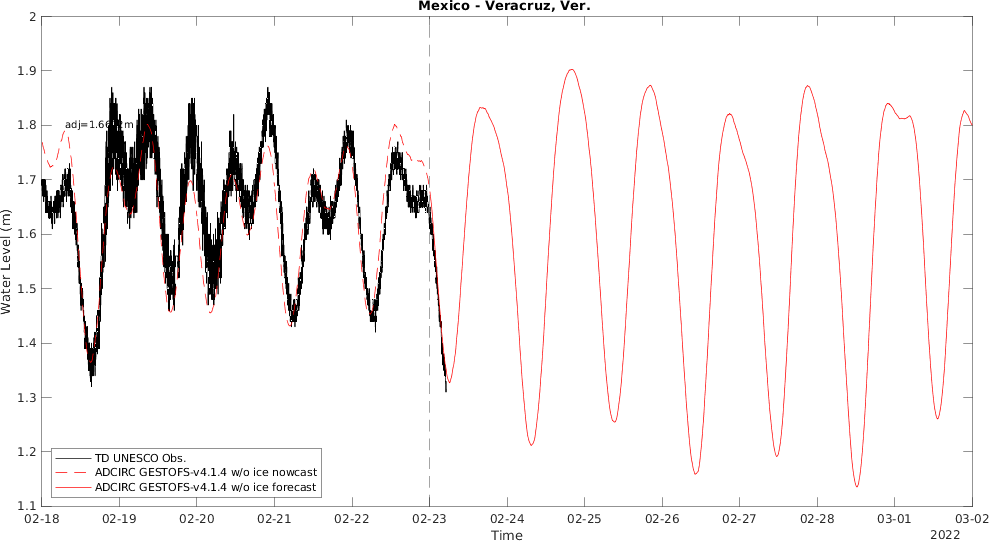 Mexico - Veracruz, Ver.
Water Level (m)
2
1.9
1.8
1.7
1.6
1.5
1.4
1.3
1.2
1.1
TD UNESCO Obs.
ADCIRC GESTOFS-v4.1.4 w/o ice nowcast
ADCIRC GESTOFS-v4.1.4 w/o ice forecast
02-18 02-19 02-20 02-21 02-22 02-23 02-24 02-25 02-26 02-27 02-28 03-01 03-02
Time
2022